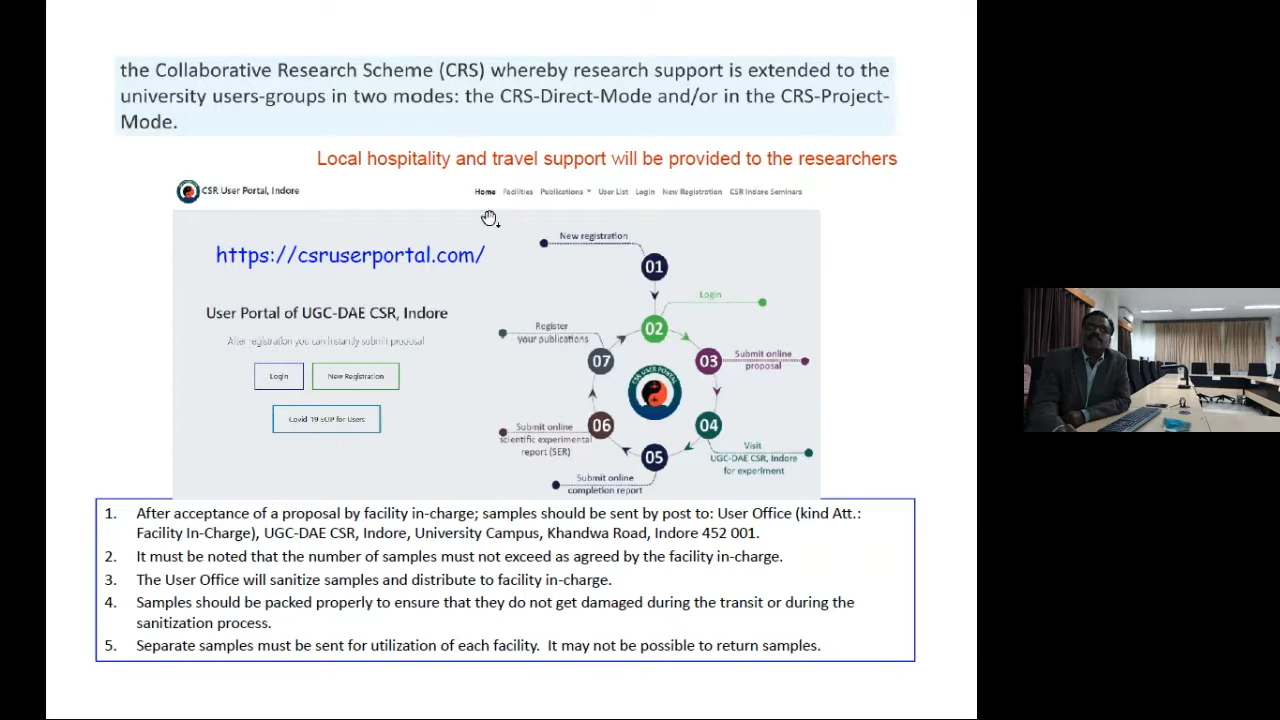 the Collaborative Research Scheme (CRS) whereby research support is extended to the
university users-groups in two modes: the CRS-Direct-Mode and/or in the CRS-Project-
Mode.
Local hospitality and travel support will be provided to the researchers
CSR User Portal, Indore
Home Facilities Publications User List Login New Registration CSR Indore Seminars
https://csruserportal.com/
User Portal of UGC-DAE CSR, Indore
After registration you can instantly submit proposal
Login New Registration
Covid-19 SOP for Users
New registration
01
Login
02
03
Submit online
proposal
04
Visit
UGC-DAE CSR, Indore
for experiment
05
Submit online
completion report
06
Submit online
scientific experimental
report (SER)
07
Register
your publications
CSR USER PORTAL
1. After acceptance of a proposal by facility in-charge; samples should be sent by post to: User Office (kind Att.:
Facility In-Charge), UGC-DAE CSR, Indore, University Campus, Khandwa Road, Indore 452 001.
2. It must be noted that the number of samples must not exceed as agreed by the facility in-charge.
3. The User Office will sanitize samples and distribute to facility in-charge.
4. Samples should be packed properly to ensure that they do not get damaged during the transit or during the
sanitization process.
5. Separate samples must be sent for utilization of each facility. It may not be possible to return samples.